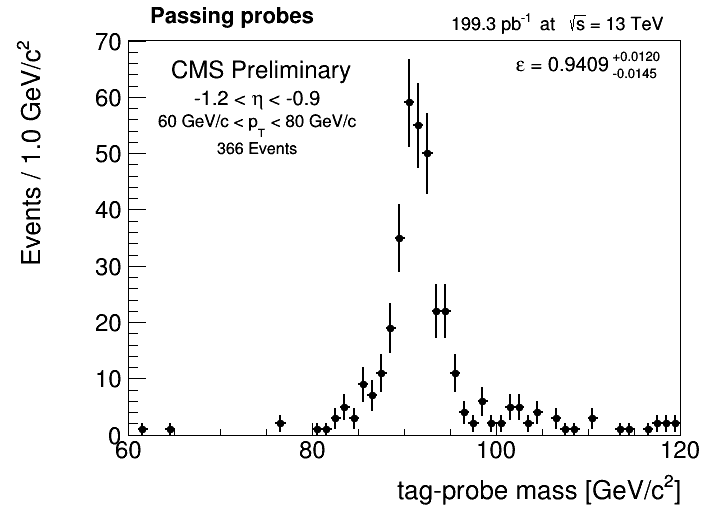 Passing probes
199.3 pb⁻¹ at √s = 13 TeV
CMS Preliminary
-1.2 < η < -0.9
60 GeV/c < p_T < 80 GeV/c
366 Events
ε = 0.9409 +0.0120 -0.0145
Events / 1.0 GeV/c²
70
60
50
40
30
20
10
0
60 80 100 120
tag-probe mass [GeV/c²]